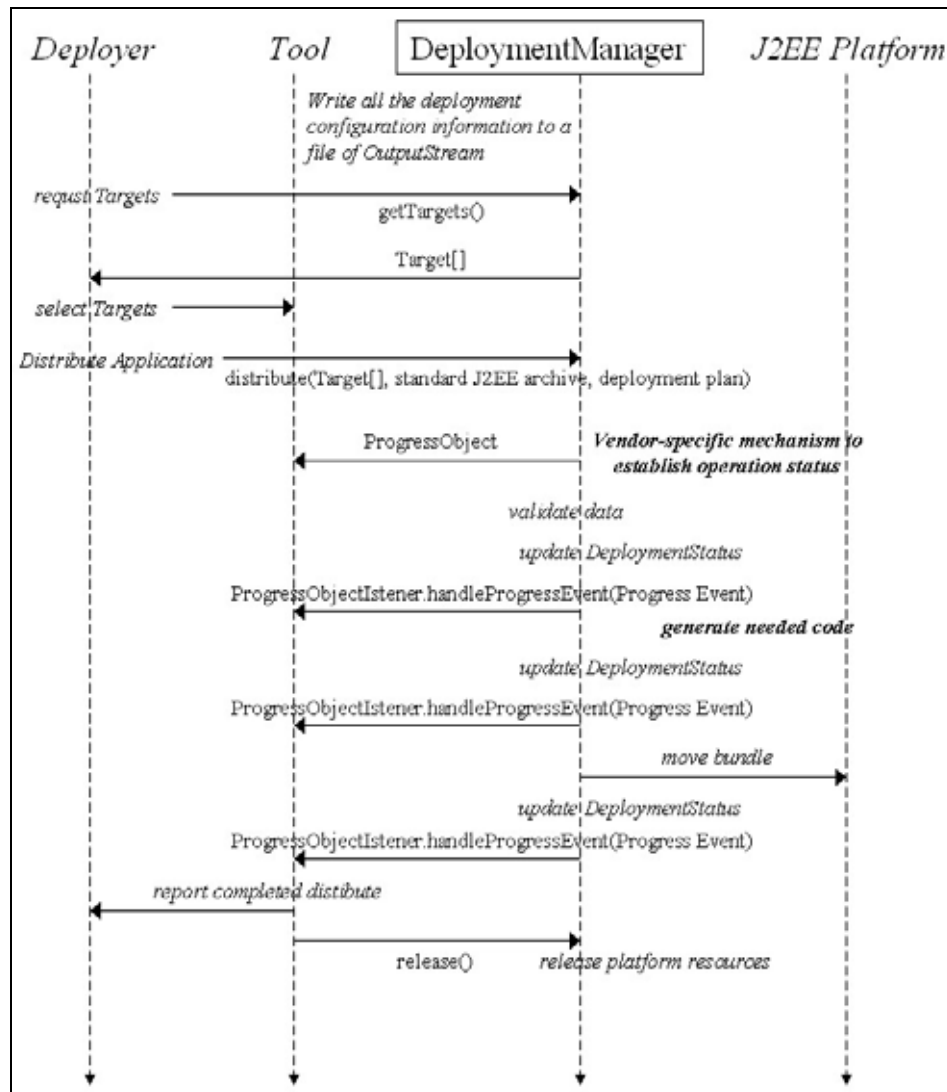 Deployer Tool DeploymentManager J2EE Platform
Write all the deployment
configuration information to a
file of OutputStream
requst Targets
getTargets()
Target[]
select Targets
Distribute Application
distribute(Target[], standard J2EE archive, deployment plan)
ProgressObject
Vendor-specific mechanism to
establish operation status
validate data
update DeploymentStatus
ProgressObjectIstener.handleProgressEvent(Progress Event)
generate needed code
update DeploymentStatus
ProgressObjectIstener.handleProgressEvent(Progress Event)
move bundle
update DeploymentStatus
ProgressObjectIstener.handleProgressEvent(Progress Event)
report completed distibute
release()
release platform resources